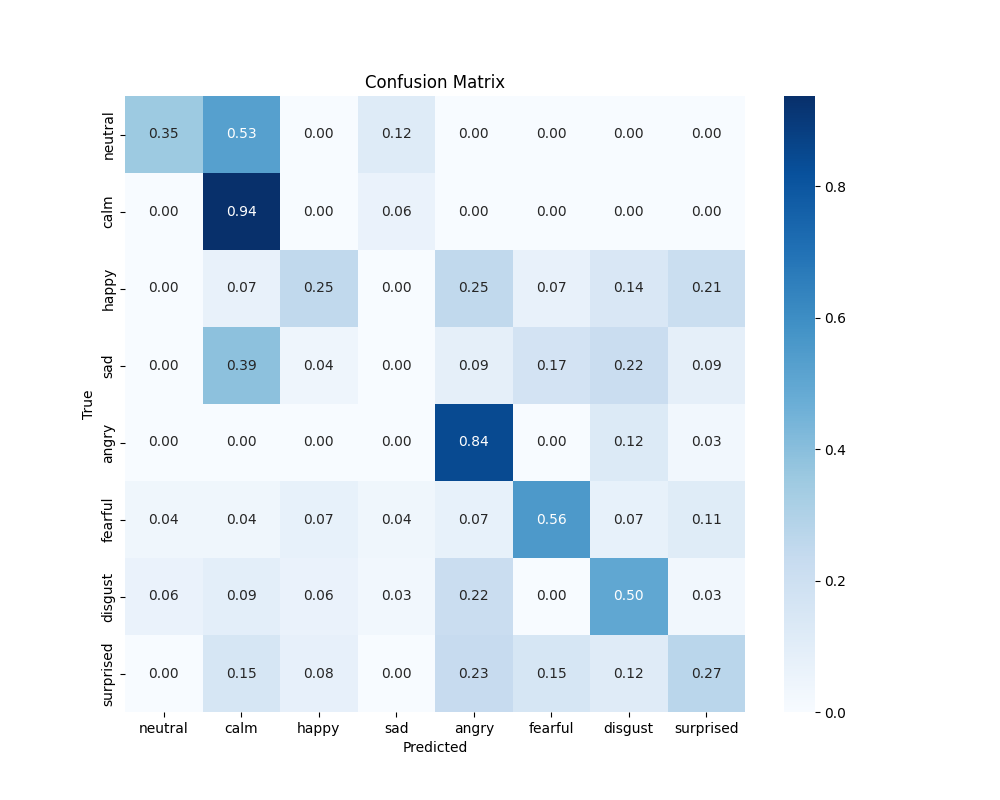 Confusion Matrix
neutral 0.35 0.53 0.00 0.12 0.00 0.00 0.00 0.00
calm 0.00 0.94 0.00 0.06 0.00 0.00 0.00 0.00
happy 0.00 0.07 0.25 0.00 0.25 0.07 0.14 0.21
sad 0.00 0.39 0.04 0.00 0.09 0.17 0.22 0.09
angry 0.00 0.00 0.00 0.00 0.84 0.00 0.12 0.03
fearful 0.04 0.04 0.07 0.04 0.07 0.56 0.07 0.11
disgust 0.06 0.09 0.06 0.03 0.22 0.00 0.50 0.03
surprised 0.00 0.15 0.08 0.00 0.23 0.15 0.12 0.27
neutral calm happy sad angry fearful disgust surprised
Predicted
True
0.8
0.6
0.4
0.2
0.0